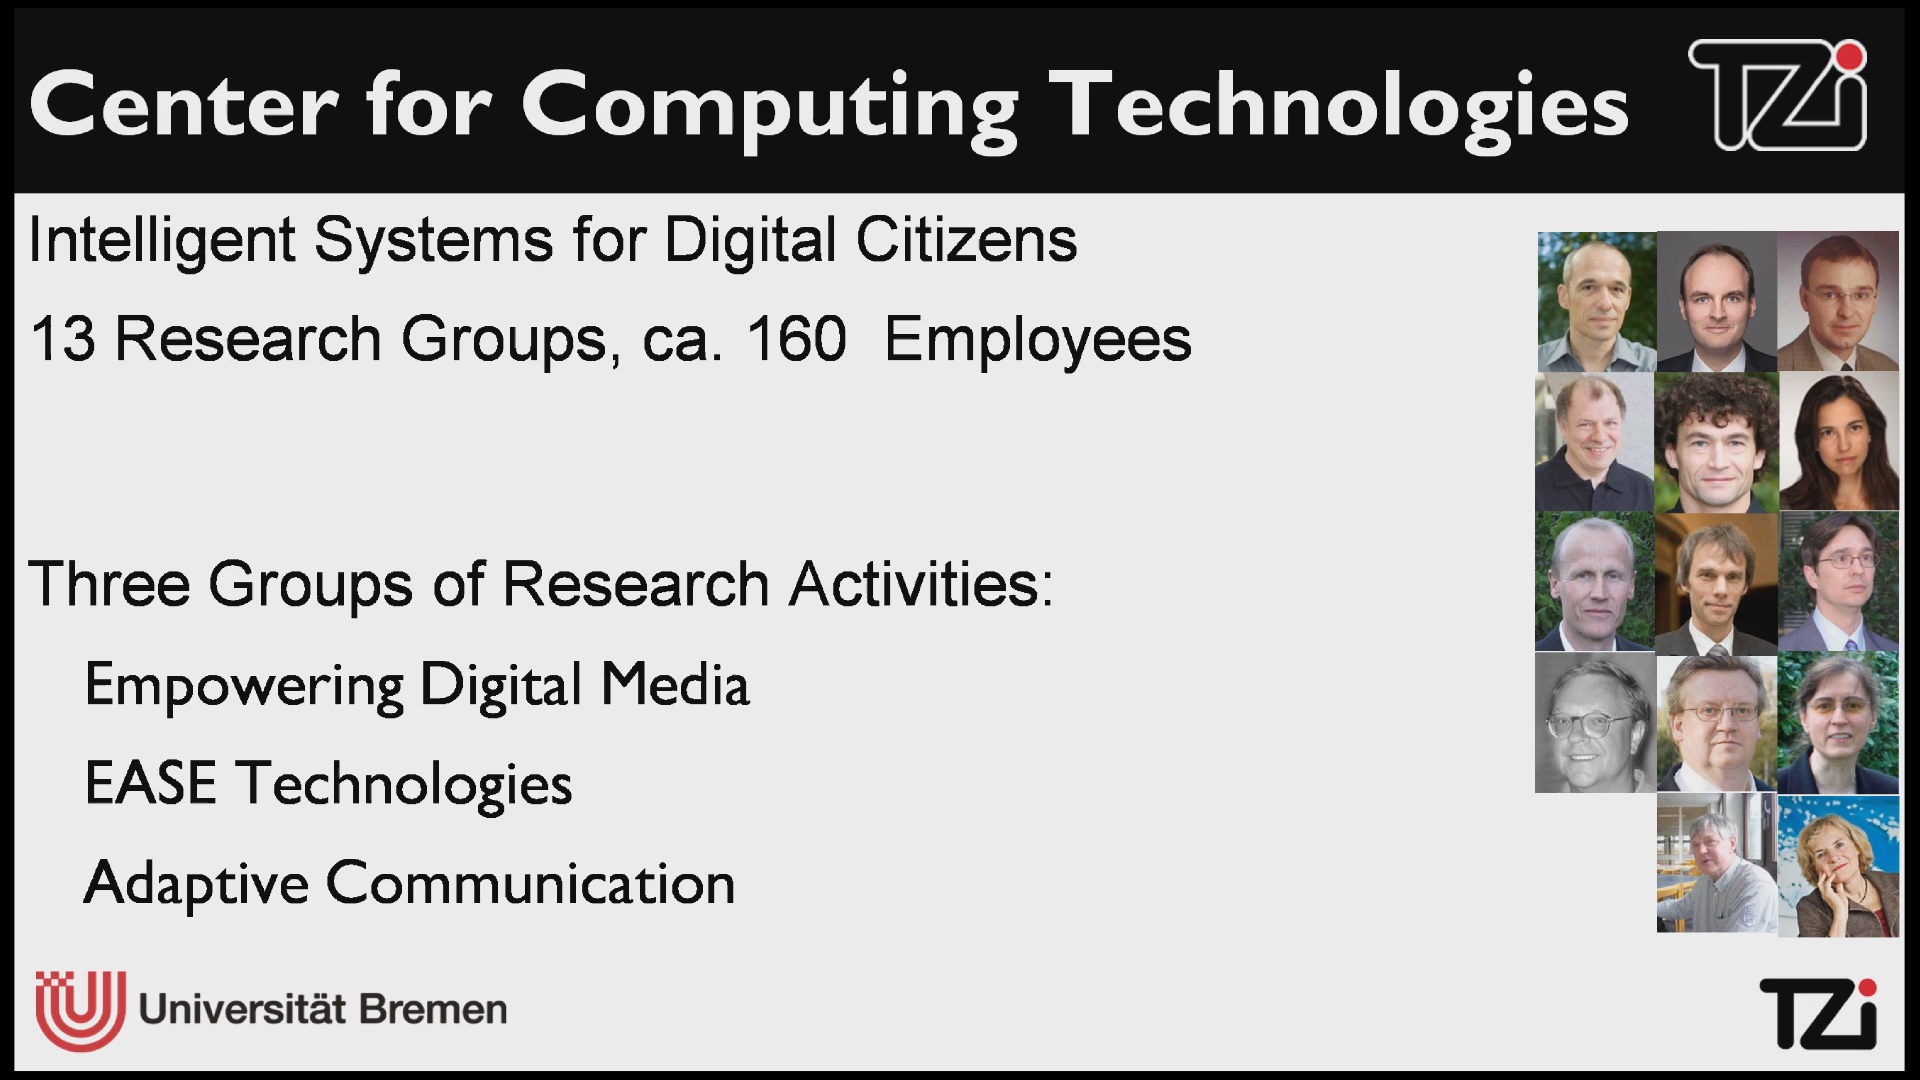 Center for Computing Technologies
TZi
Intelligent Systems for Digital Citizens
13 Research Groups, ca. 160 Employees
Three Groups of Research Activities:
Empowering Digital Media
EASE Technologies
Adaptive Communication
Universität Bremen
TZi